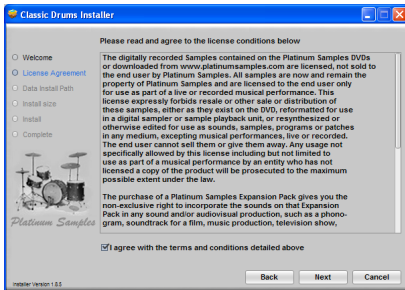 Classic Drums Installer
Please read and agree to the license conditions below
Welcome
License Agreement
Data Install Path
Install size
Install
Complete
Platinum Samples
The digitally recorded Samples contained on the Platinum Samples DVDs
or downloaded from www.platinumsamples.com are licensed, not sold to
the end user by Platinum Samples. All samples are now and remain the
property of Platinum Samples and are licensed to the end user only
for use as part of a live or recorded musical performance. This
license expressly forbids resale or other sale or distribution of
these samples, either as they exist on the DVD, reformatted for use
in a digital sampler or sample playback unit, or resynthesized or
otherwise edited for use as sounds, samples, programs or patches
in any medium, excepting musical performances, live or recorded.
The end user cannot sell them or give them away. Any usage not
specifically allowed by this license including but not limited to
use as part of a musical performance by an entity who has not
licensed a copy of the product will be prosecuted to the maximum
possible extent under the law.
The purchase of a Platinum Samples Expansion Pack gives you the
non-exclusive right to incorporate the sounds on that Expansion
Pack in any sound and/or audiovisual production, such as a phono-
gram, soundtrack for a film, music production, television show,
I agree with the terms and conditions detailed above
Installer Version 1.8.5
Back
Next
Cancel